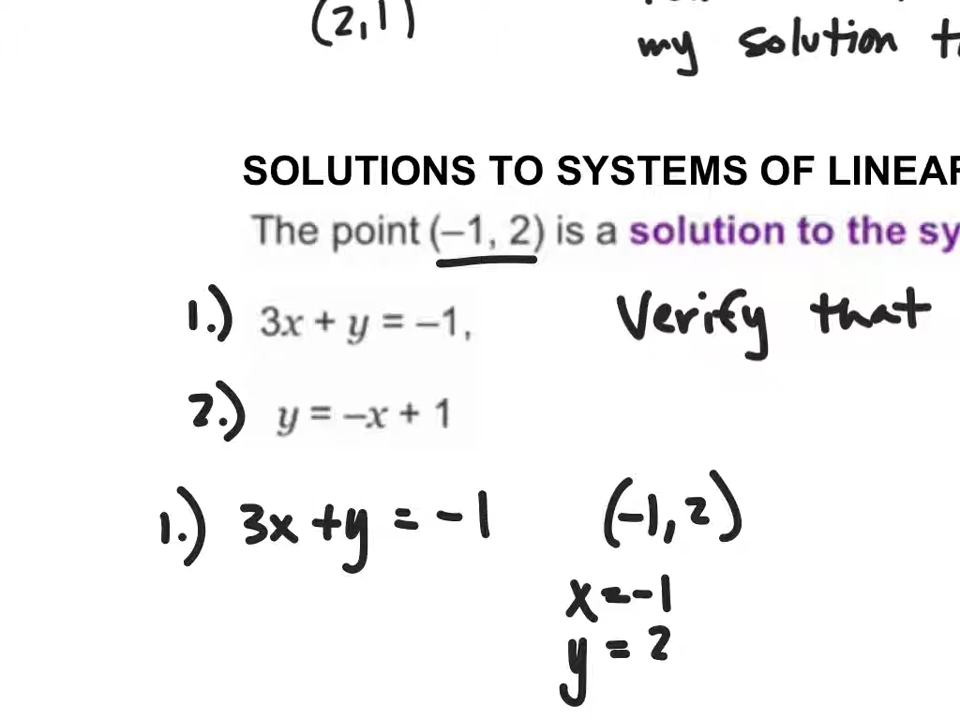 (2,1)
my solution t
SOLUTIONS TO SYSTEMS OF LINEAR
The point (−1, 2) is a solution to the sy
1.) 3x + y = −1,
Verify that
2.) y = −x + 1
1.) 3x + y = -1
(-1, 2)
x = -1
y = 2